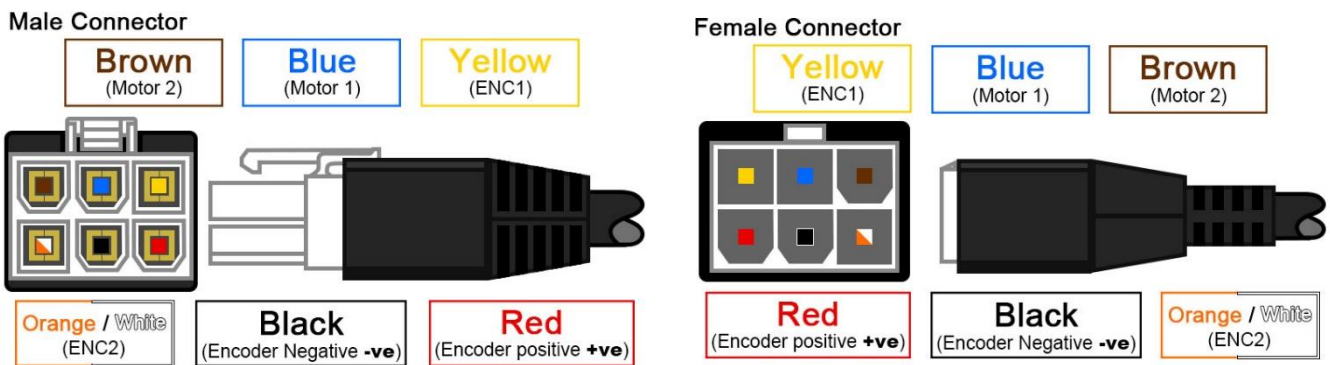 Male Connector
Brown
(Motor 2)
Blue
(Motor 1)
Yellow
(ENC1)
Orange / White
(ENC2)
Black
(Encoder Negative -ve)
Red
(Encoder positive +ve)
Female Connector
Yellow
(ENC1)
Blue
(Motor 1)
Brown
(Motor 2)
Red
(Encoder positive +ve)
Black
(Encoder Negative -ve)
Orange / White
(ENC2)